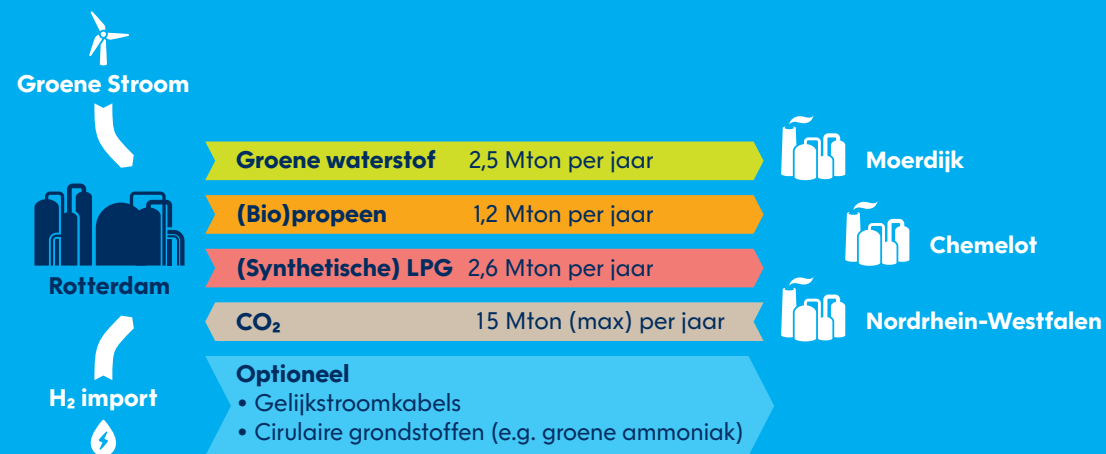 Groene Stroom
Groene waterstof 2,5 Mton per jaar
Moerdijk
(Bio)propeen 1,2 Mton per jaar
Chemelot
(Synthetische) LPG 2,6 Mton per jaar
Rotterdam
CO₂ 15 Mton (max) per jaar
Nordrhein-Westfalen
Optioneel
• Gelijkstroomkabels
• Cirulaire grondstoffen (e.g. groene ammoniak)
H₂ import